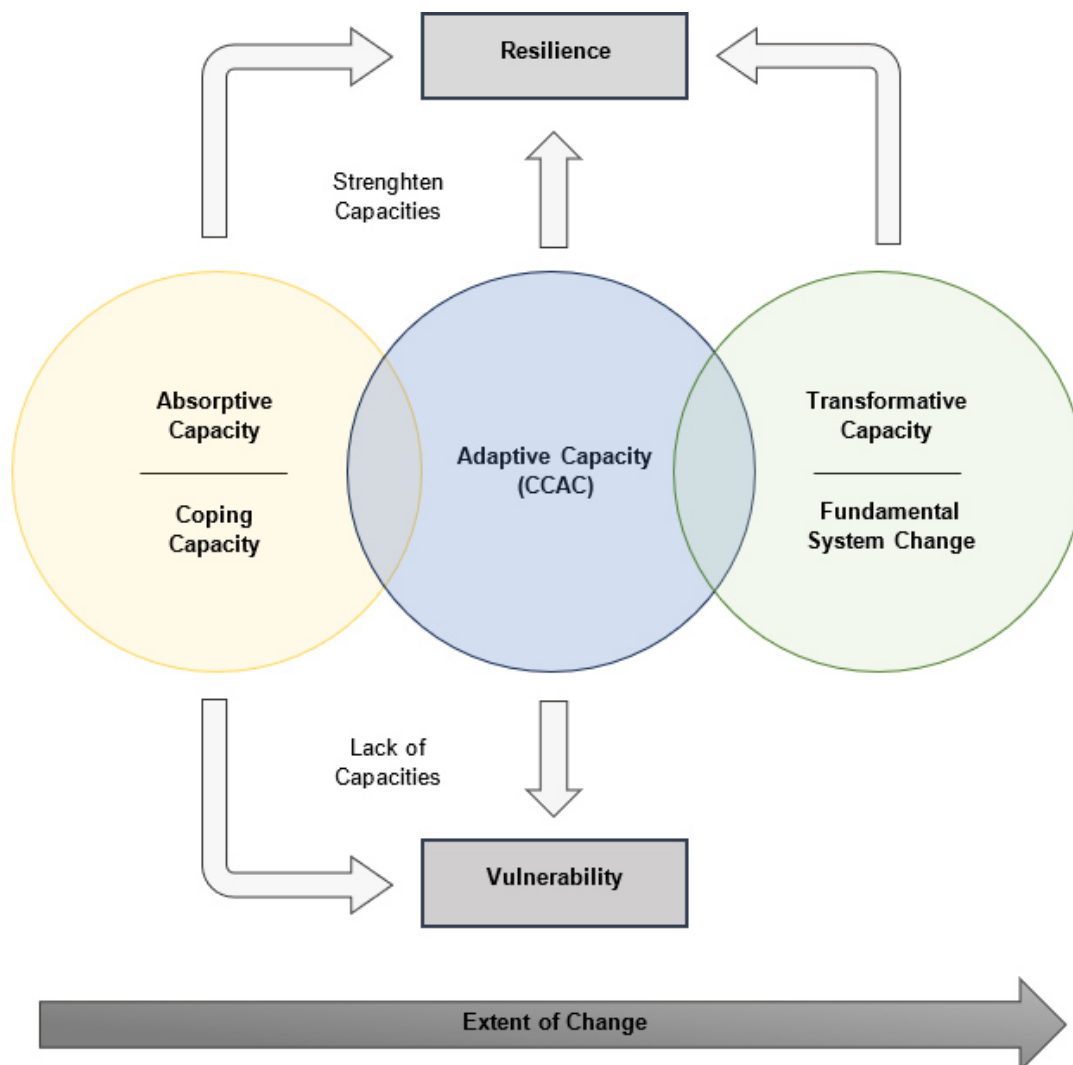 Resilience
Strenghten
Capacities
Absorptive
Capacity
Coping
Capacity
Adaptive Capacity
(CCAC)
Transformative
Capacity
Fundamental
System Change
Lack of
Capacities
Vulnerability
Extent of Change